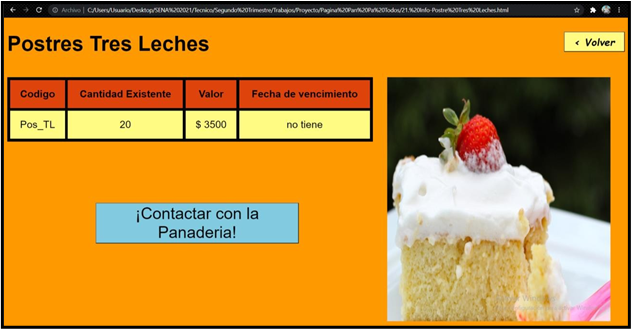 Archivo | C:/Users/Usuario/Desktop/SENA%202021/Tecnico/Segundo%20Trimestre/Trabajos/Proyecto/Pagina%20Pan%20Pa%20Todos/21.%20Info-Postre%20Tres%20Leches.html
Postres Tres Leches
< Volver
Codigo Cantidad Existente Valor Fecha de vencimiento
Pos_TL 20 $ 3500 no tiene
¡Contactar con la
Panaderia!